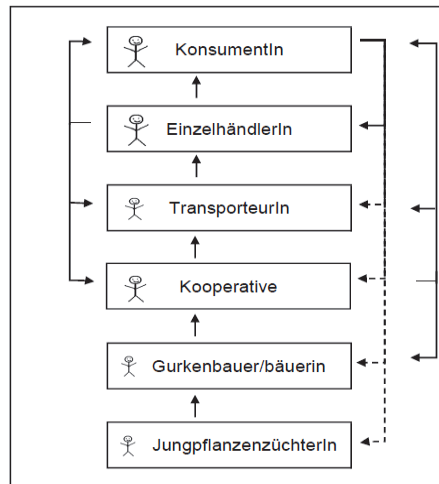 KonsumentIn
EinzelhändlerIn
TransporteurIn
Kooperative
Gurkenbauer/bäuerin
JungpflanzenzüchterIn